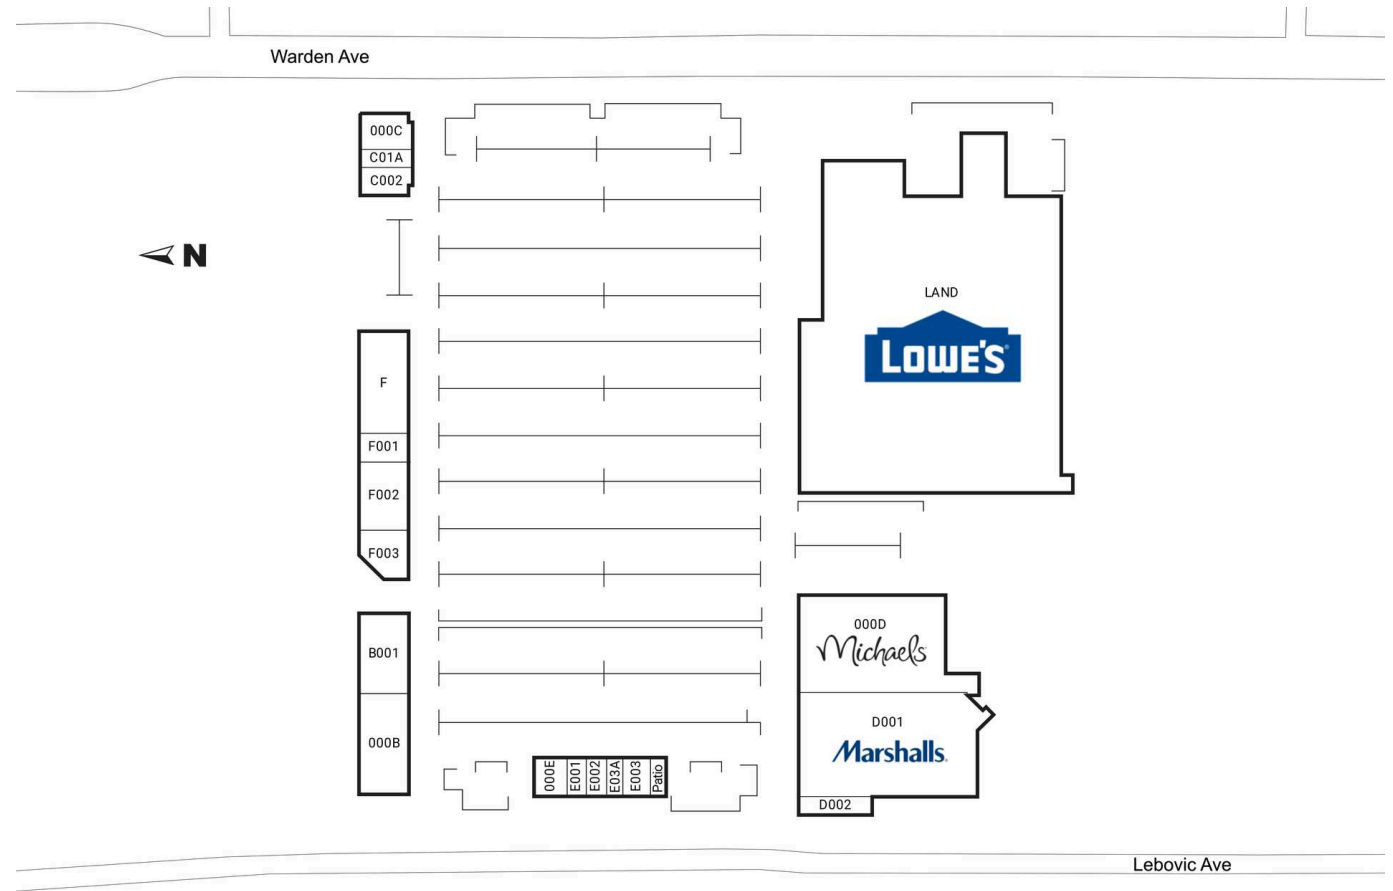 Warden Ave
000C
C01A
C002
N
LAND
LOWE'S
F
F001
F002
F003
B001
000B
000D
Michaels
D001
Marshalls
D002
000E
E001
E002
E03A
E003
Patio
Lebovic Ave